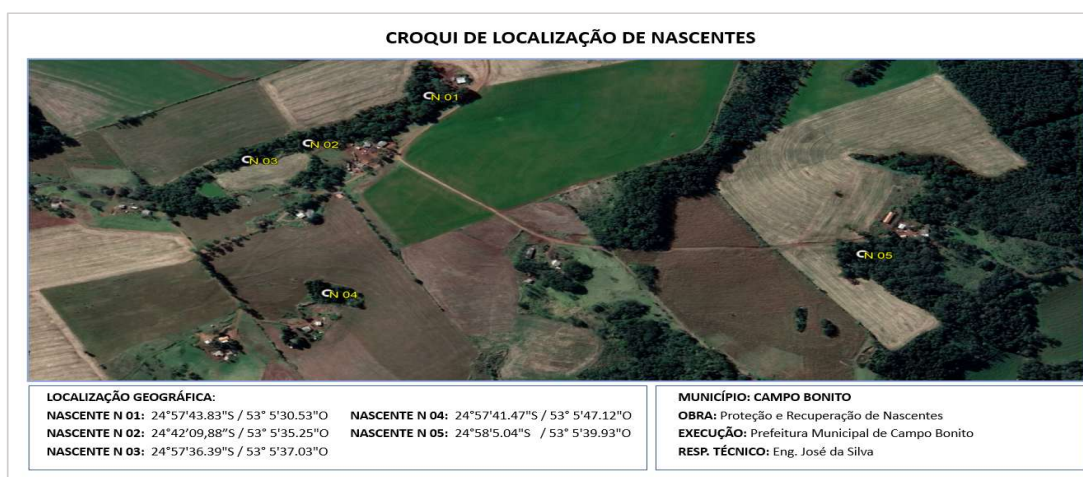 CROQUI DE LOCALIZAÇÃO DE NASCENTES
N 01
N 02
N 03
N 05
N 04
LOCALIZAÇÃO GEOGRÁFICA:
NASCENTE N 01: 24°57'43.83"S / 53° 5'30.53"O
NASCENTE N 02: 24°42’09,88”S / 53° 5'35.25"O
NASCENTE N 03: 24°57'36.39"S / 53° 5'37.03"O
NASCENTE N 04: 24°57'41.47"S / 53° 5'47.12"O
NASCENTE N 05: 24°58'5.04"S / 53° 5'39.93"O
MUNICÍPIO: CAMPO BONITO
OBRA: Proteção e Recuperação de Nascentes
EXECUÇÃO: Prefeitura Municipal de Campo Bonito
RESP. TÉCNICO: Eng. José da Silva